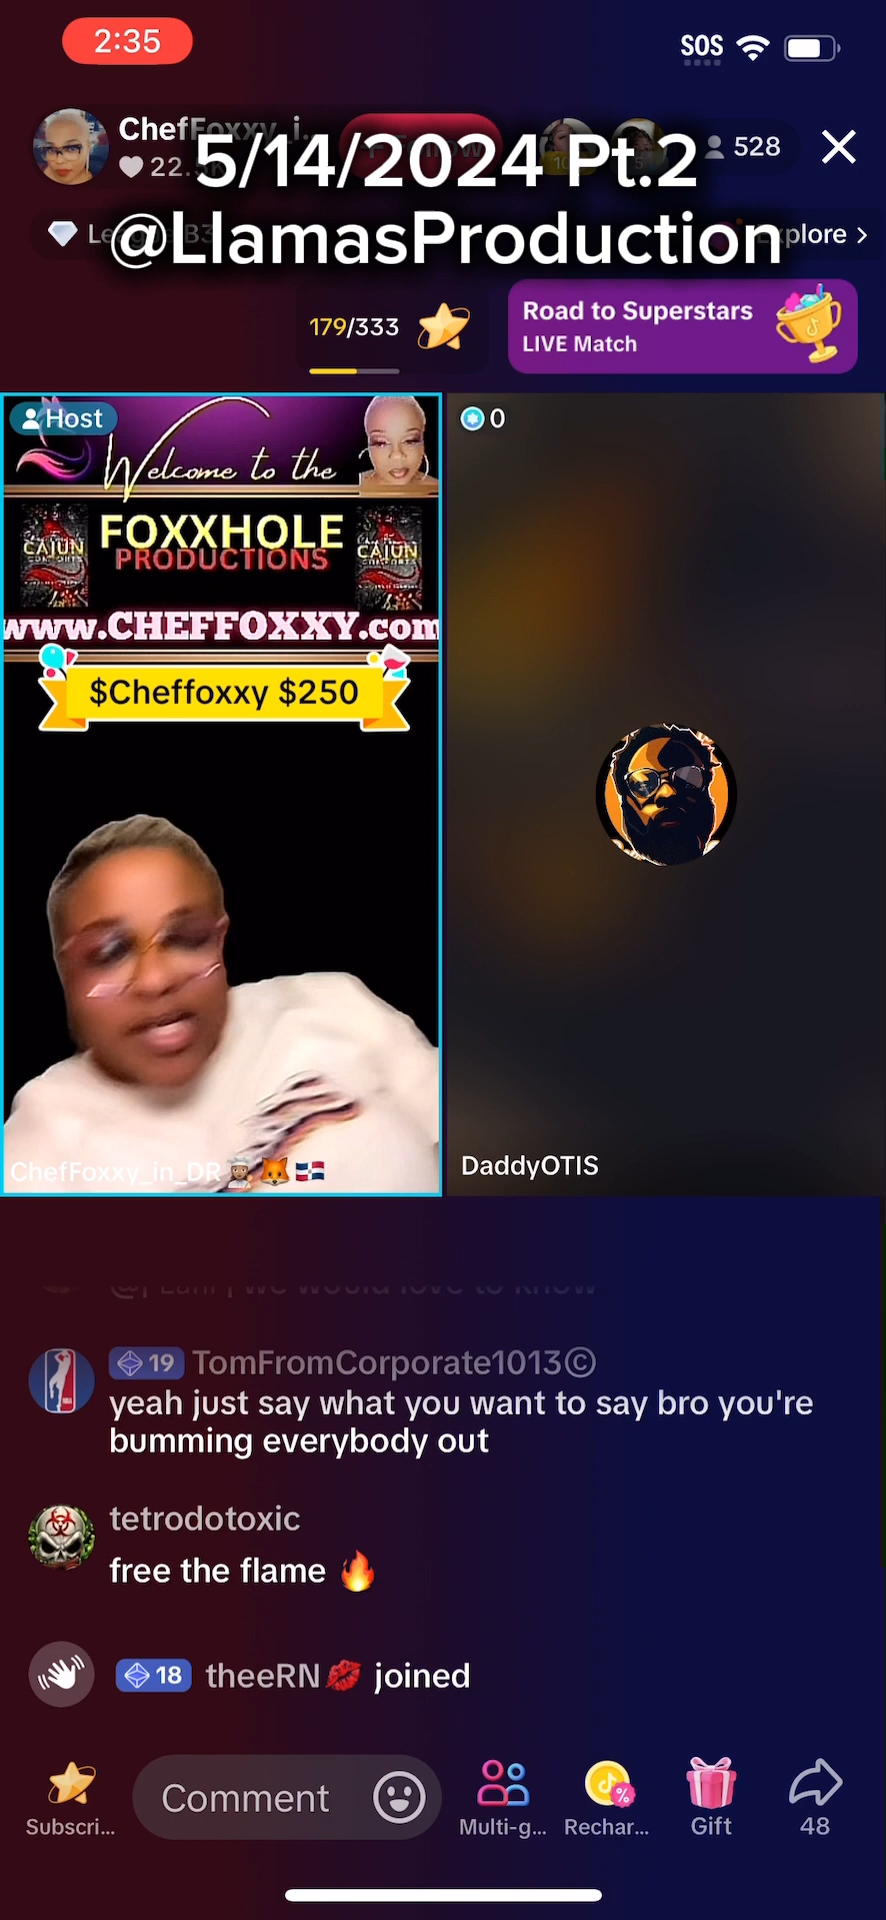 2:35
SOS
ChefFoxxy_i...
5/14/2024 Pt.2
528
@LlamasProduction
Explore >
179/333
Road to Superstars
LIVE Match
Host
0
Welcome to the
FOXXHOLE
PRODUCTIONS
CAJUN
CAJUN
www.CHEFFOXXY.com
$Cheffoxxy $250
ChefFoxxy_in_DR
DaddyOTIS
19 TomFromCorporate1013©
yeah just say what you want to say bro you're
bumming everybody out
tetrodotoxic
free the flame 🔥
18 theeRN💋 joined
Subscri...
Comment
Multi-g...
Rechar...
Gift
48